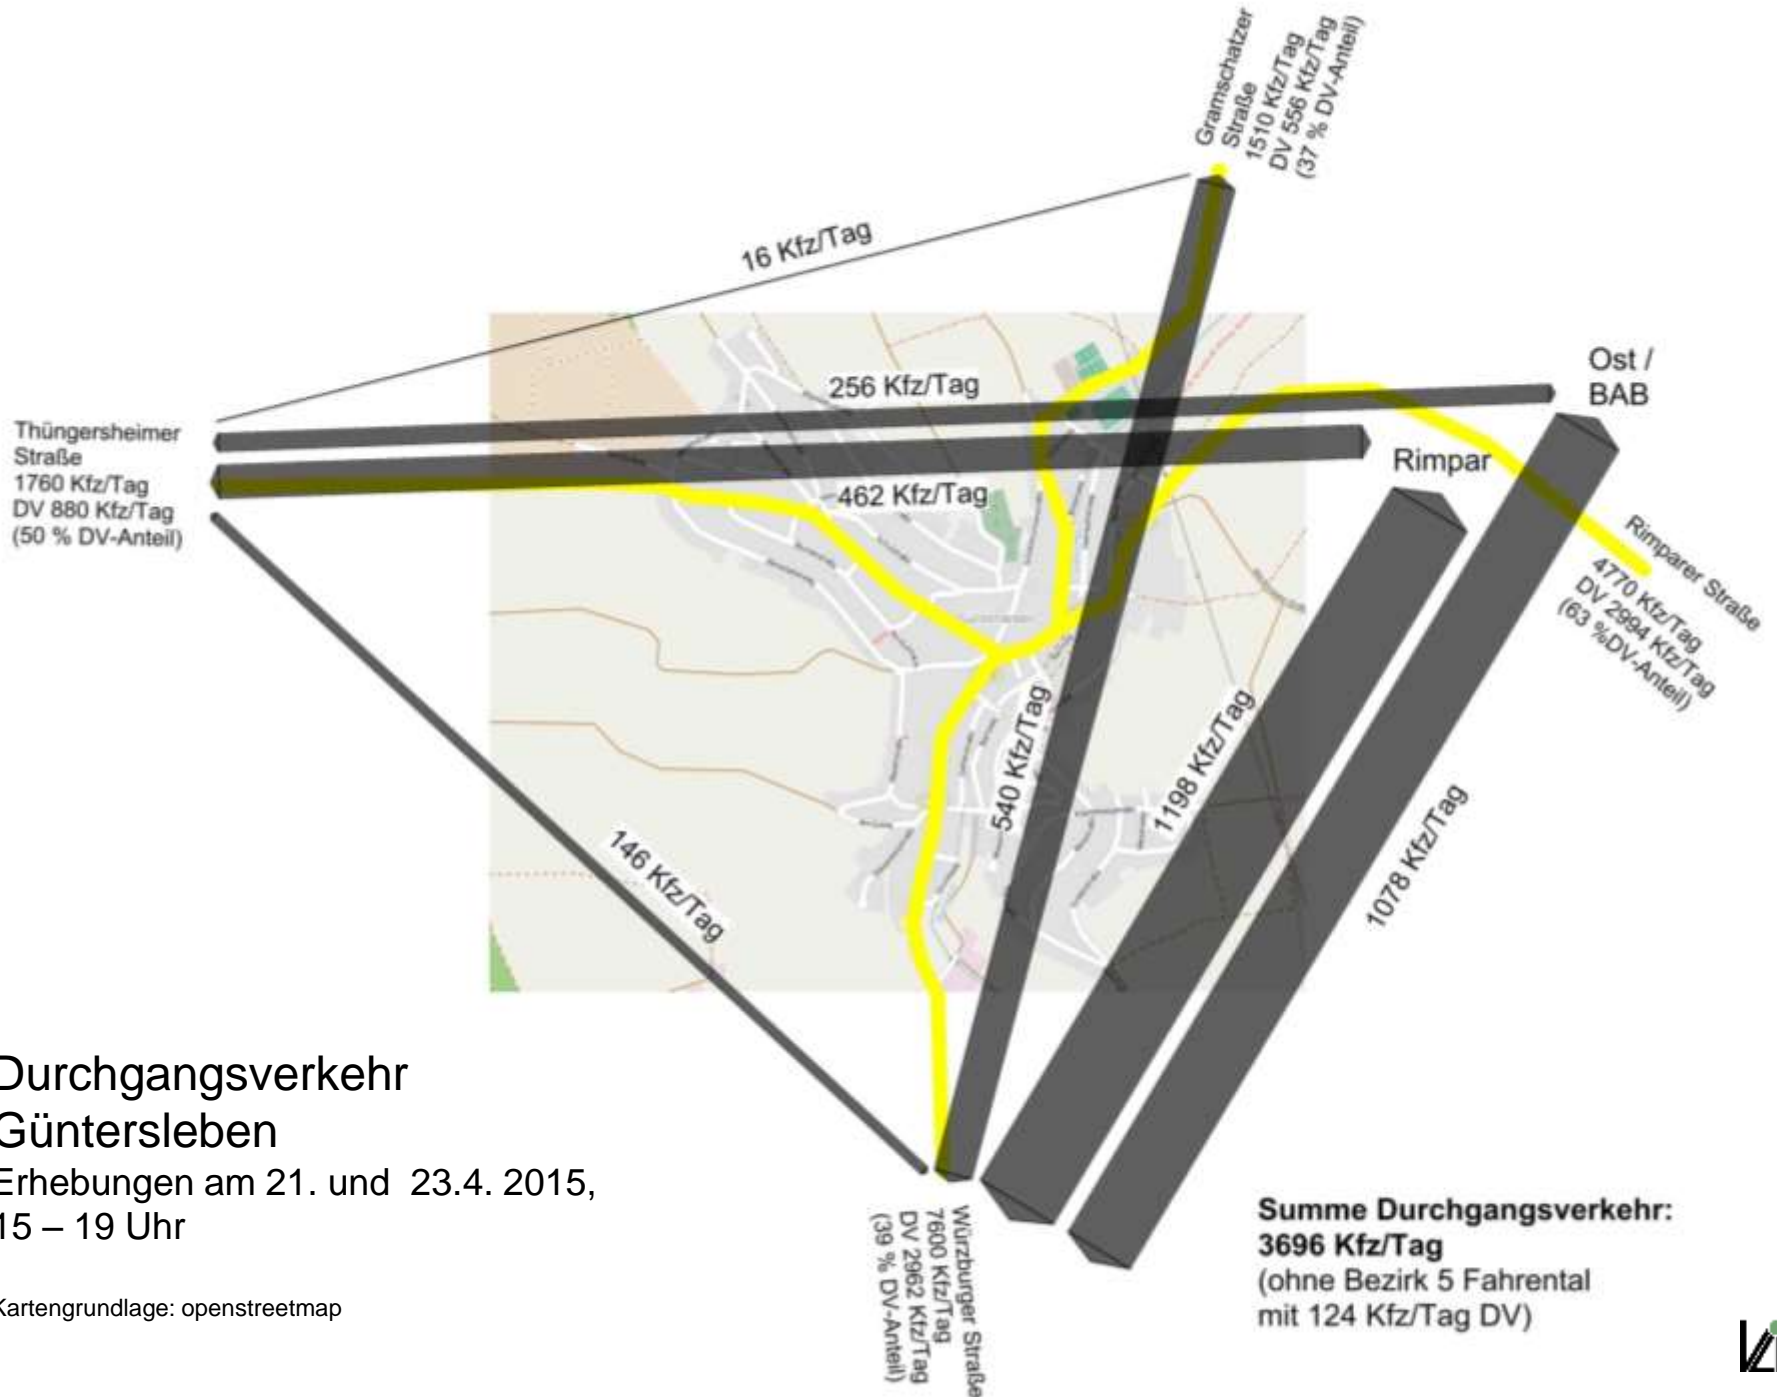 Gramschatzer
Straße
1510 Kfz/Tag
DV 556 Kfz/Tag
(37 % DV-Anteil)
16 Kfz/Tag
256 Kfz/Tag
Ost /
BAB
Thüngersheimer
Straße
1760 Kfz/Tag
DV 880 Kfz/Tag
(50 % DV-Anteil)
462 Kfz/Tag
Rimpar
Rimparer Straße
4770 Kfz/Tag
DV 2994 Kfz/Tag
(63 %DV-Anteil)
540 Kfz/Tag
1198 Kfz/Tag
1078 Kfz/Tag
146 Kfz/Tag
Durchgangsverkehr
Güntersleben
Erhebungen am 21. und 23.4. 2015,
15 – 19 Uhr
Kartengrundlage: openstreetmap
Würzburger Straße
7600 Kfz/Tag
DV 2962 Kfz/Tag
(39 % DV-Anteil)
Summe Durchgangsverkehr:
3696 Kfz/Tag
(ohne Bezirk 5 Fahrental
mit 124 Kfz/Tag DV)